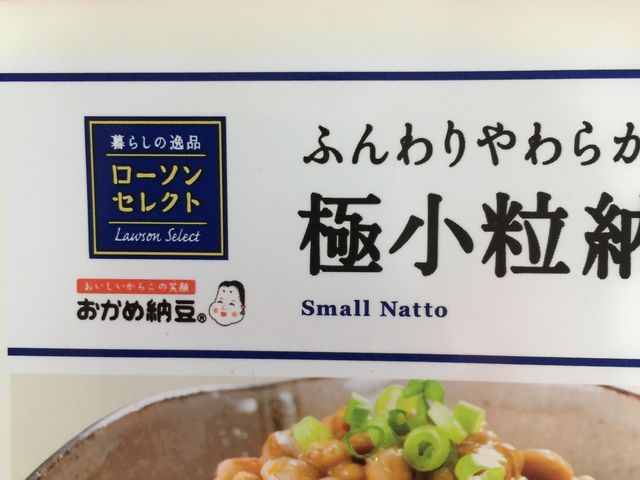 暮らしの逸品
ローソン
セレクト
Lawson Select
おいしいからこの笑顔
おかめ納豆®
ふんわりやわらか
極小粒納
Small Natto